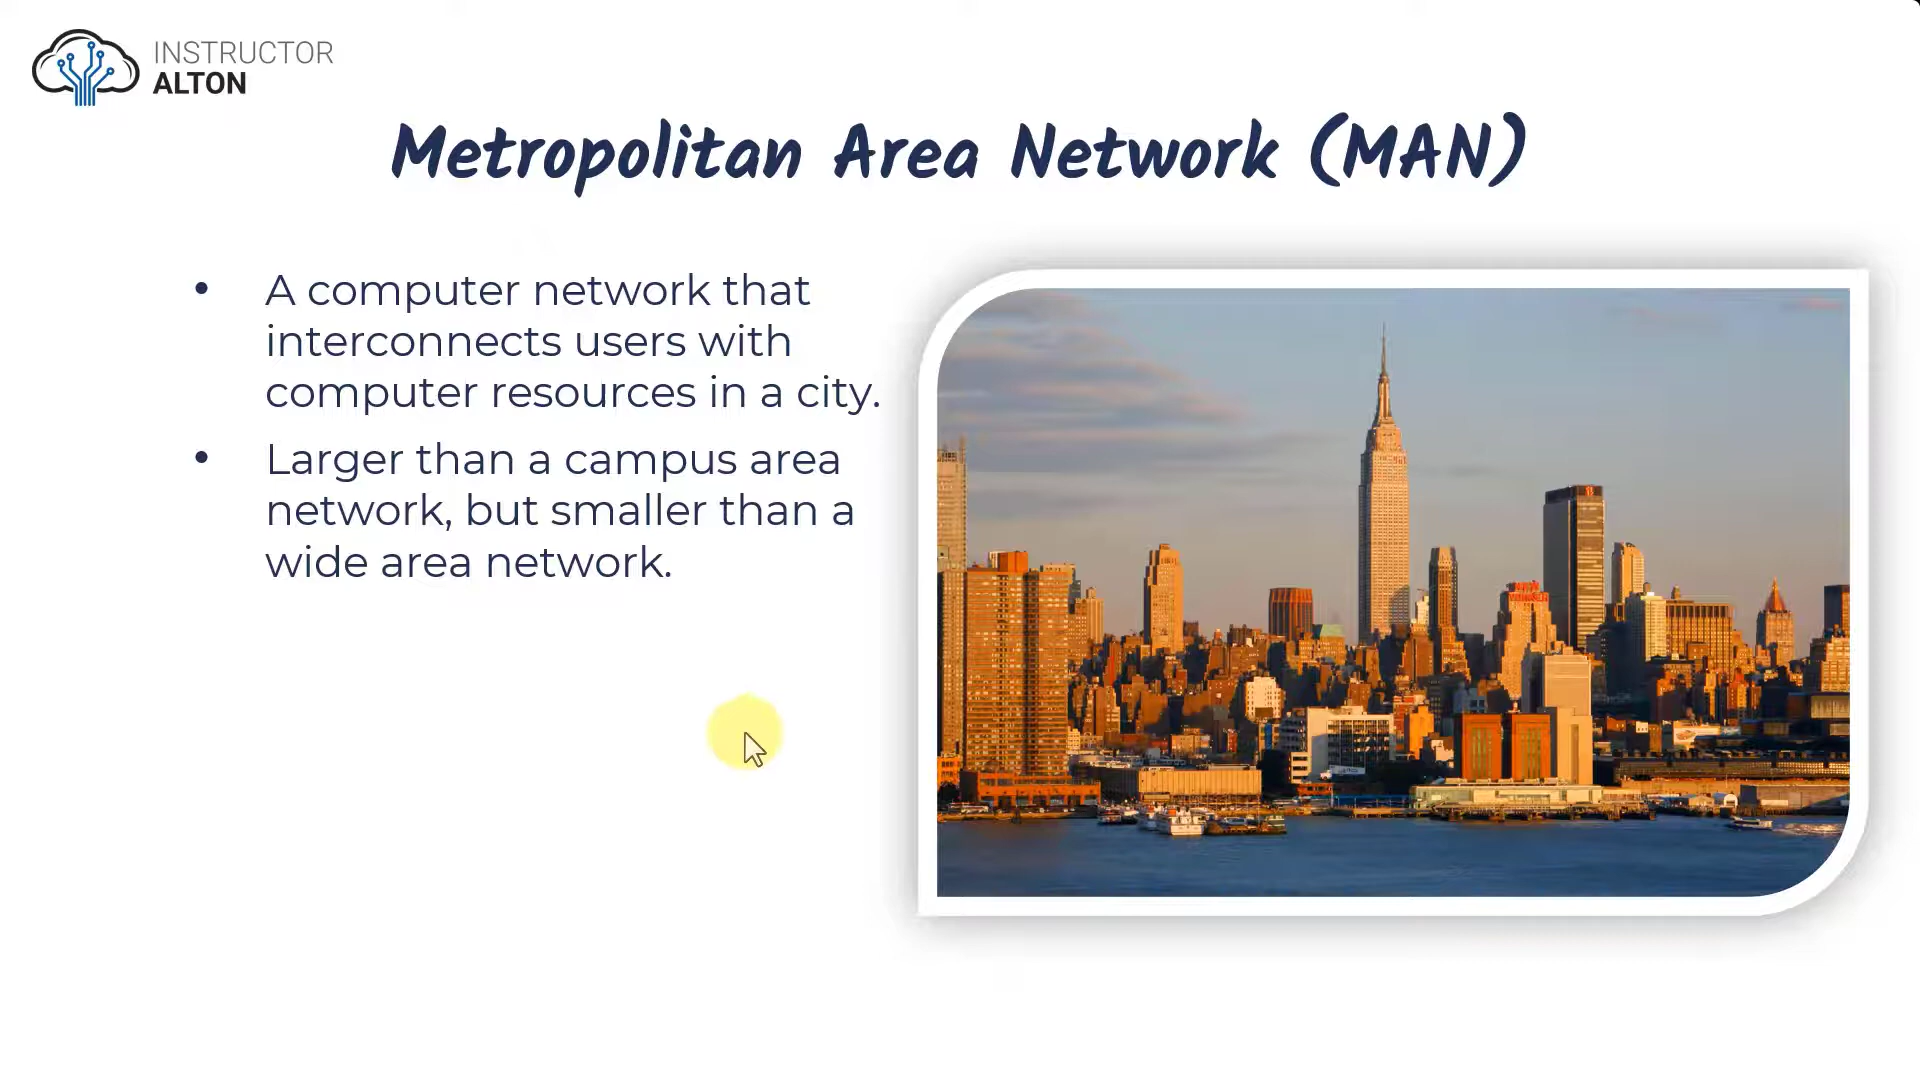 INSTRUCTOR
ALTON
Metropolitan Area Network (MAN)
• A computer network that
interconnects users with
computer resources in a city.
• Larger than a campus area
network, but smaller than a
wide area network.